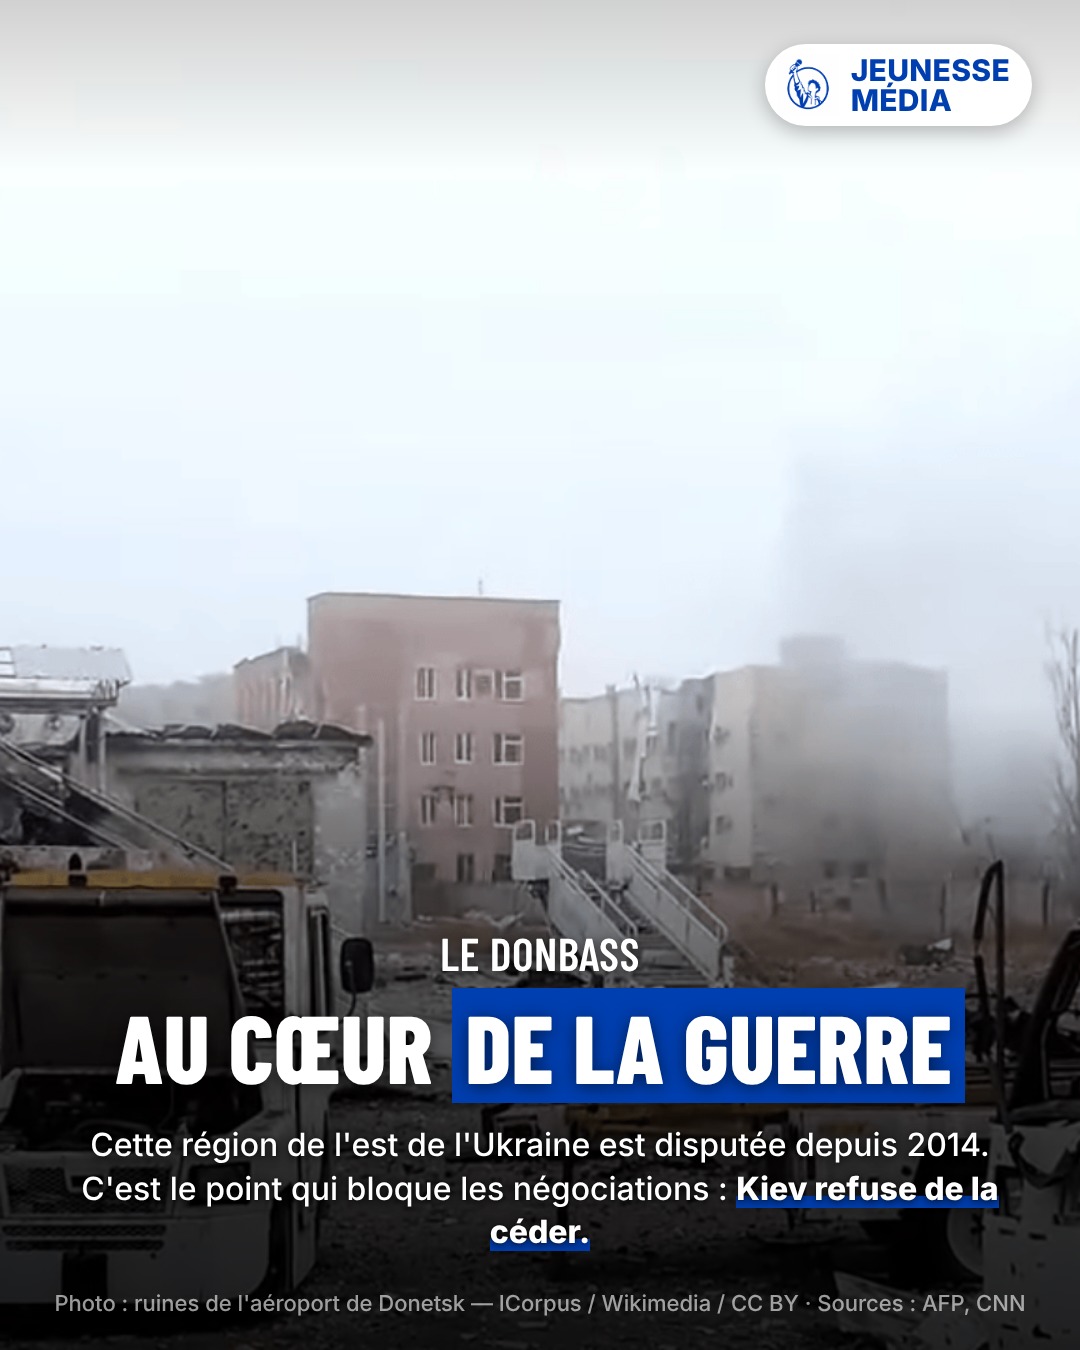 JEUNESSE
MÉDIA
LE DONBASS
AU CŒUR DE LA GUERRE
Cette région de l'est de l'Ukraine est disputée depuis 2014.
C'est le point qui bloque les négociations : Kiev refuse de la
céder.
Photo : ruines de l'aéroport de Donetsk — ICorpus / Wikimedia / CC BY · Sources : AFP, CNN